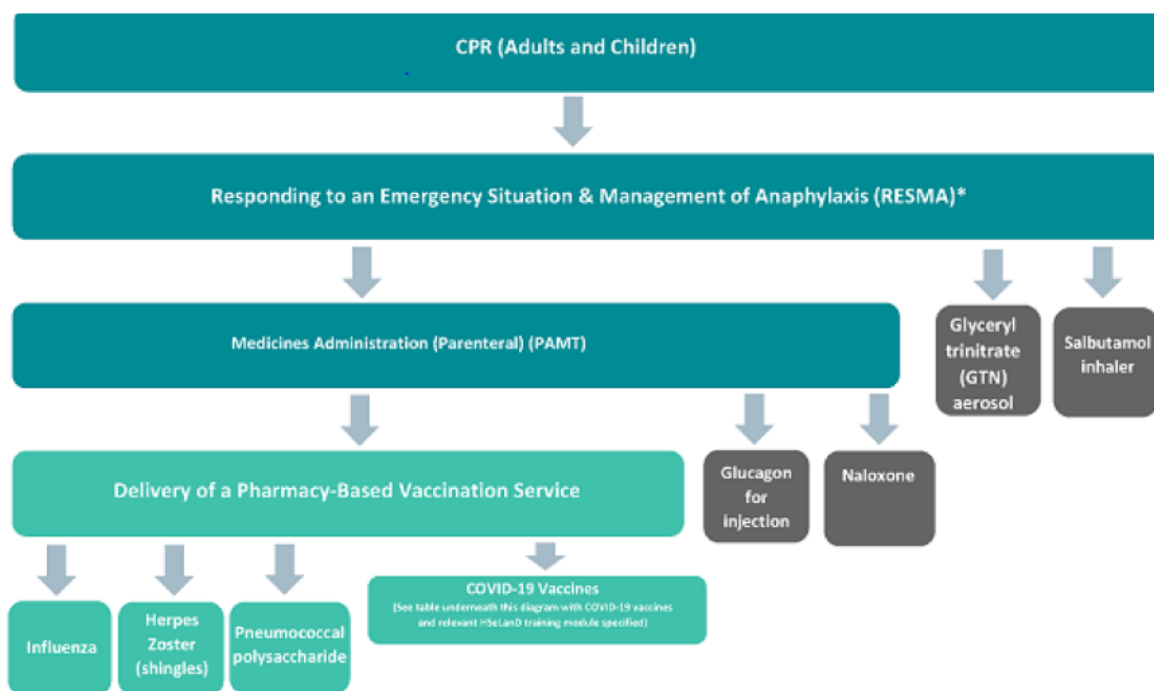 CPR (Adults and Children)
Responding to an Emergency Situation & Management of Anaphylaxis (RESMA)*
Medicines Administration (Parenteral) (PAMT)
Glyceryl
trinitrate
(GTN)
aerosol
Salbutamol
inhaler
Delivery of a Pharmacy-Based Vaccination Service
Glucagon
for
injection
Naloxone
Influenza
Herpes
Zoster
(shingles)
Pneumococcal
polysaccharide
COVID-19 Vaccines
(See table underneath this diagram with COVID-19 vaccines
and relevant HSeLanD training module specified)